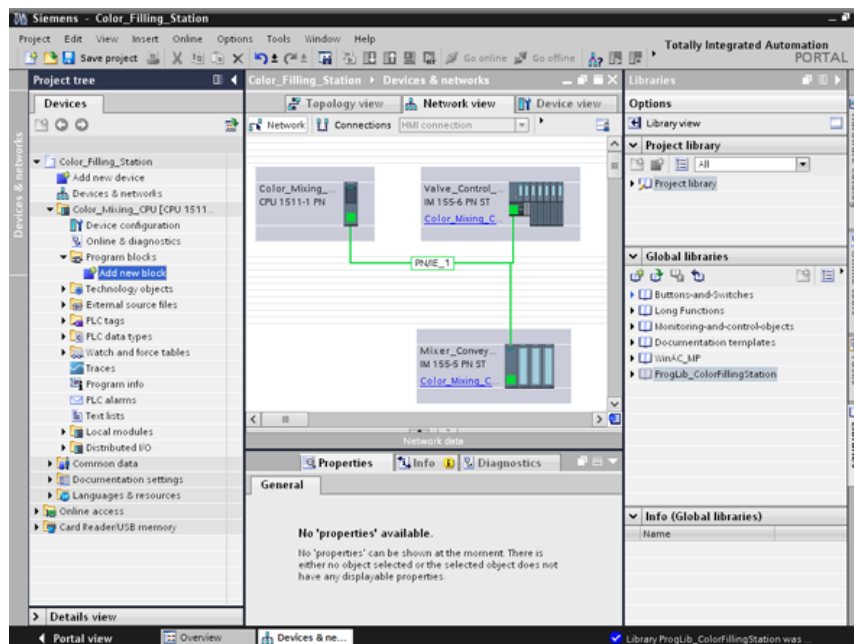 Siemens - Color_Filling_Station
Project Edit View Insert Online Options Tools Window Help
Totally Integrated Automation
PORTAL
Save project
Go online
Go offline
Project tree
Devices
Color_Filling_Station
Add new device
Devices & networks
Color_Mixing_CPU [CPU 1511...
Device configuration
Online & diagnostics
Program blocks
Add new block
Technology objects
External source files
PLC tags
PLC data types
Watch and force tables
Traces
Program info
PLC alarms
Text lists
Local modules
Distributed I/O
Common data
Documentation settings
Languages & resources
Online access
Card Reader/USB memory
Details view
Devices & networks
Color_Filling_Station ▸ Devices & networks
Topology view
Network view
Device view
Network
Connections
HMI connection
Color_Mixing_...
CPU 1511-1 PN
Valve_Control_...
IM 155-6 PN ST
Color_Mixing_C...
PN/IE_1
Mixer_Convey...
IM 155-5 PN ST
Color_Mixing_C...
Network data
Properties
Info
Diagnostics
General
No 'properties' available.
No 'properties' can be shown at the moment. There is
either no object selected or the selected object does not
have any displayable properties.
Libraries
Options
Library view
Project library
All
Project library
Global libraries
Buttons-and-Switches
Long Functions
Monitoring-and-control-objects
Documentation templates
WinAC_MP
ProgLib_ColorFillingStation
Info (Global libraries)
Name
Portal view
Overview
Devices & ne...
Library ProgLib_ColorFillingStation was ...